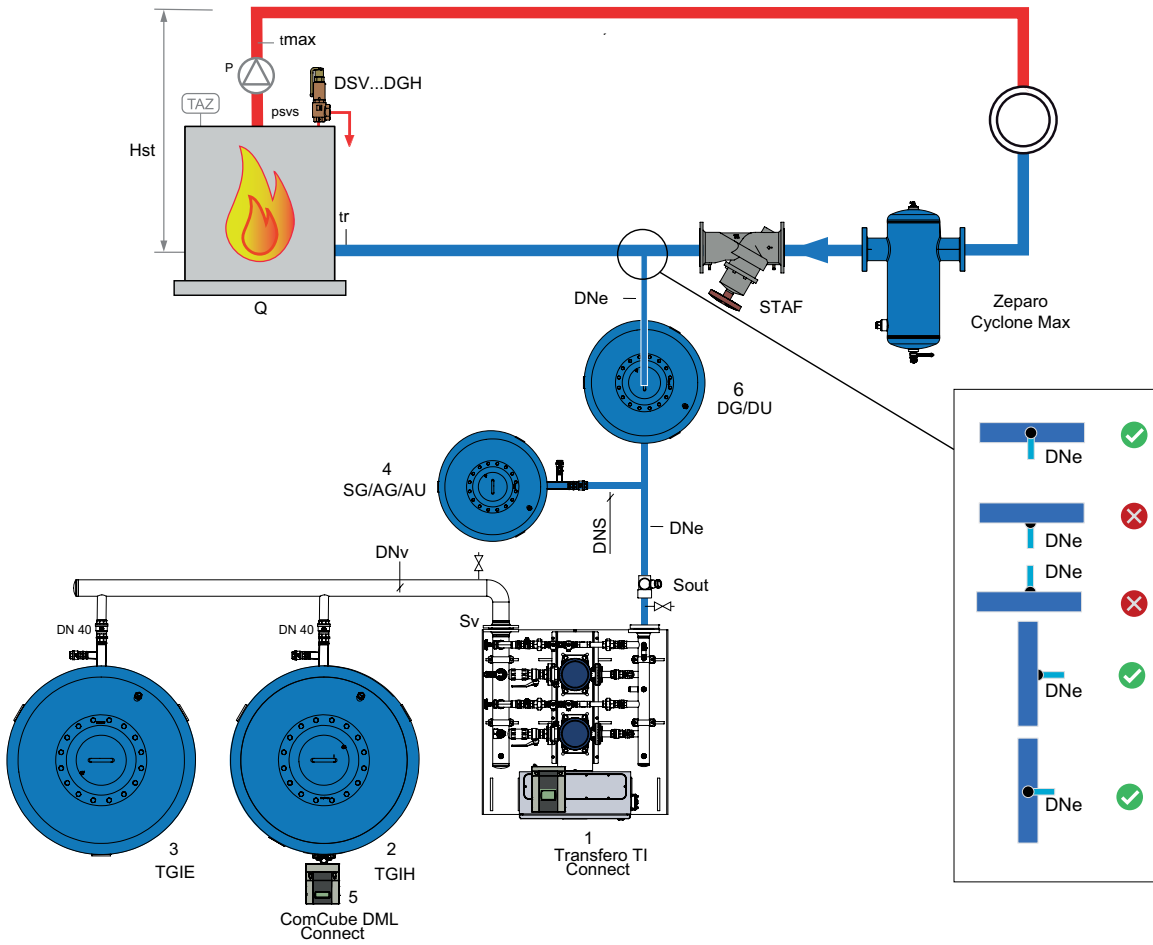 tmax
P
DSV...DGH
TAZ
psvs
Hst
tr
Q
DNe
STAF
Zeparo
Cyclone Max
6
DG/DU
4
SG/AG/AU
DNS
DNe
DNv
Sout
Sv
DN 40
DN 40
3
TGIE
2
TGIH
5
ComCube DML
Connect
1
Transfero TI
Connect
DNe
DNe
DNe
DNe
DNe